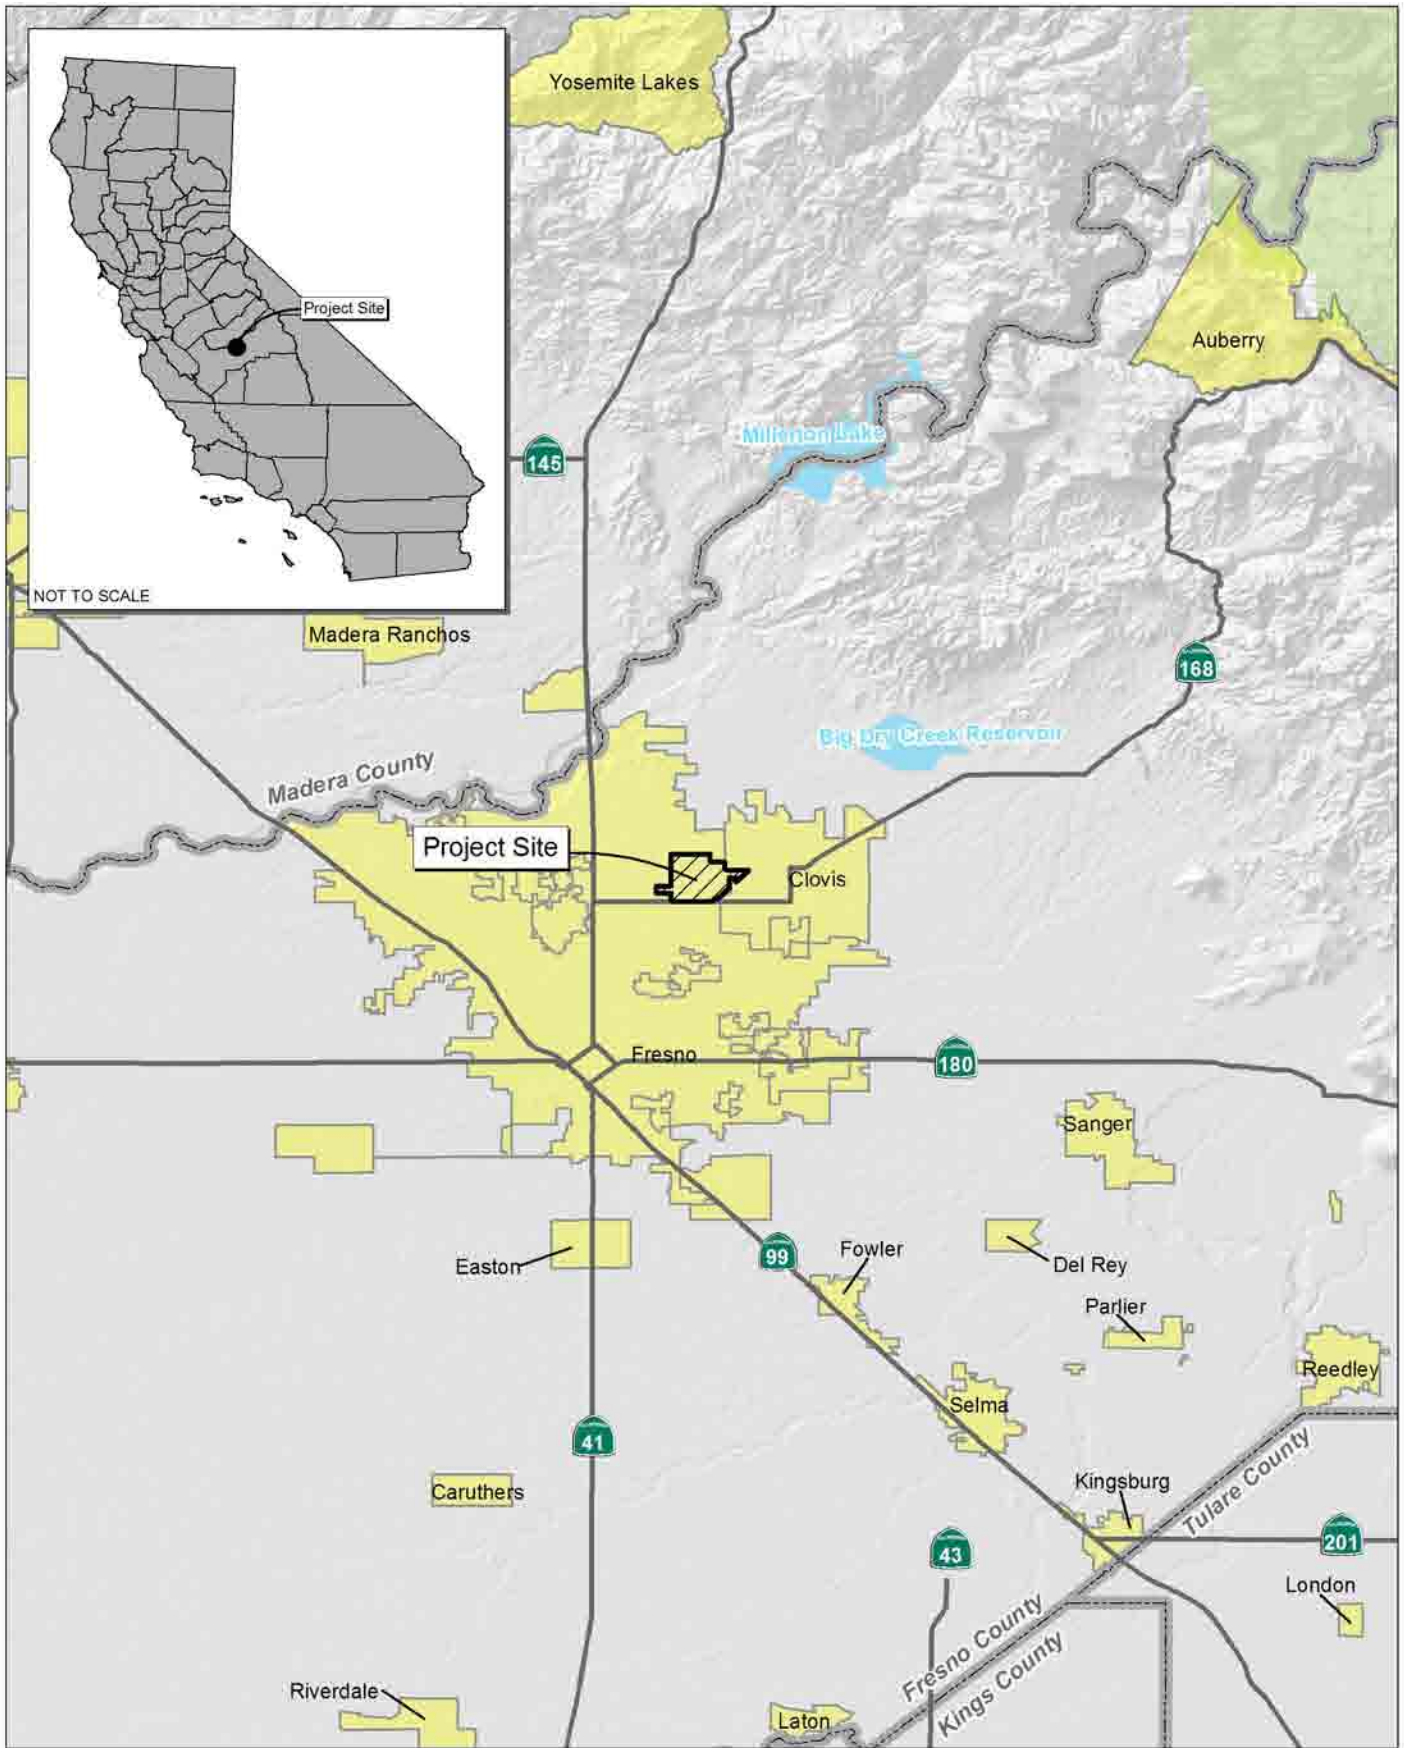 Yosemite Lakes
Project Site
Auberry
Millerton Lake
145
NOT TO SCALE
Madera Ranchos
168
Big Dry Creek Reservoir
Madera County
Project Site
Clovis
Fresno
180
Sanger
Easton
99
Fowler
Del Rey
Parlier
Reedley
Selma
41
Caruthers
Kingsburg
Tulare County
43
201
London
Fresno County
Kings County
Riverdale
Laton